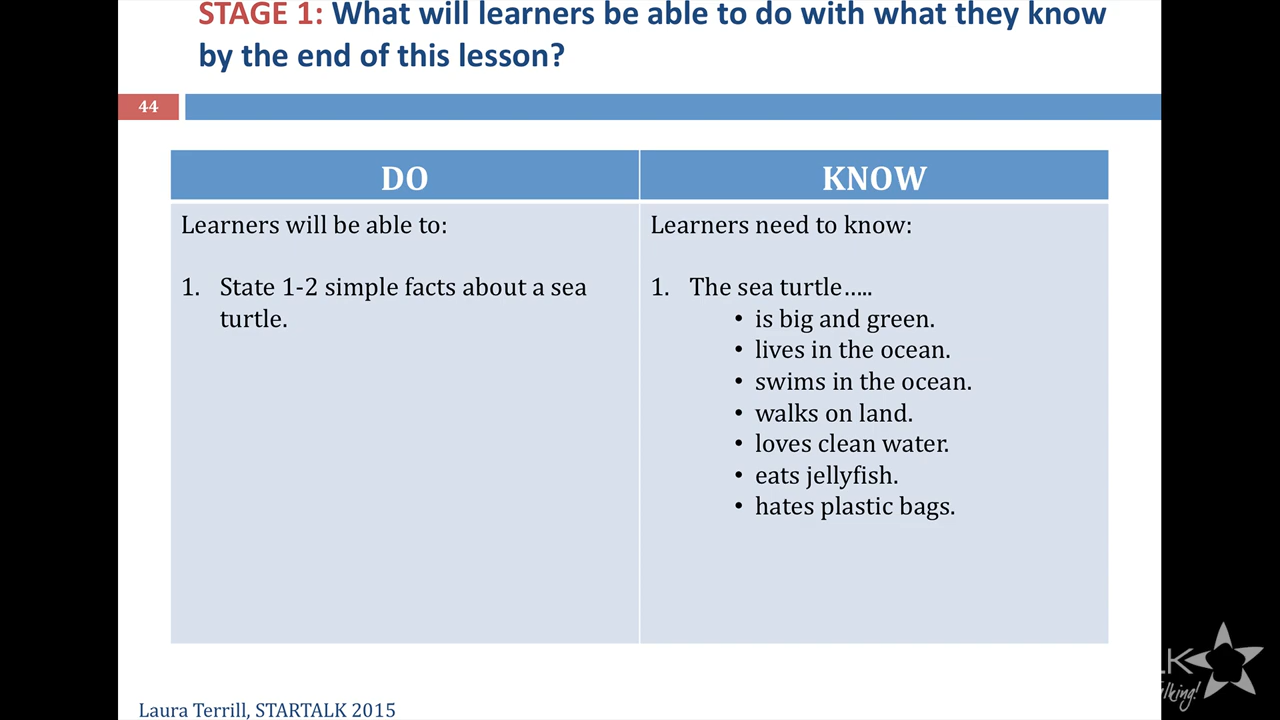 STAGE 1: What will learners be able to do with what they know
by the end of this lesson?
44
DO
KNOW
Learners will be able to:
1. State 1-2 simple facts about a sea
turtle.
Learners need to know:
1. The sea turtle.....
• is big and green.
• lives in the ocean.
• swims in the ocean.
• walks on land.
• loves clean water.
• eats jellyfish.
• hates plastic bags.
Laura Terrill, STARTALK 2015